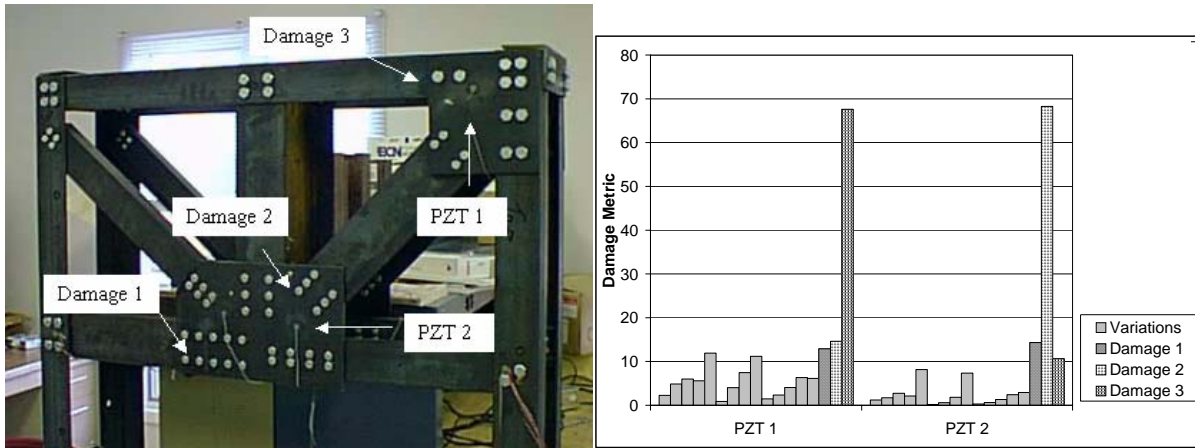 Damage 3
BCN
PZT 1
Damage 2
Damage 1
PZT 2
80
70
60
50
40
30
20
10
0
Damage Metric
PZT 1
PZT 2
Variations
Damage 1
Damage 2
Damage 3